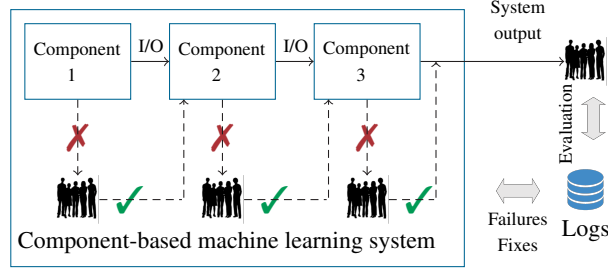 System
output
Component
1
I/O
Component
2
I/O
Component
3
Evaluation
Failures
Fixes
Logs
Component-based machine learning system